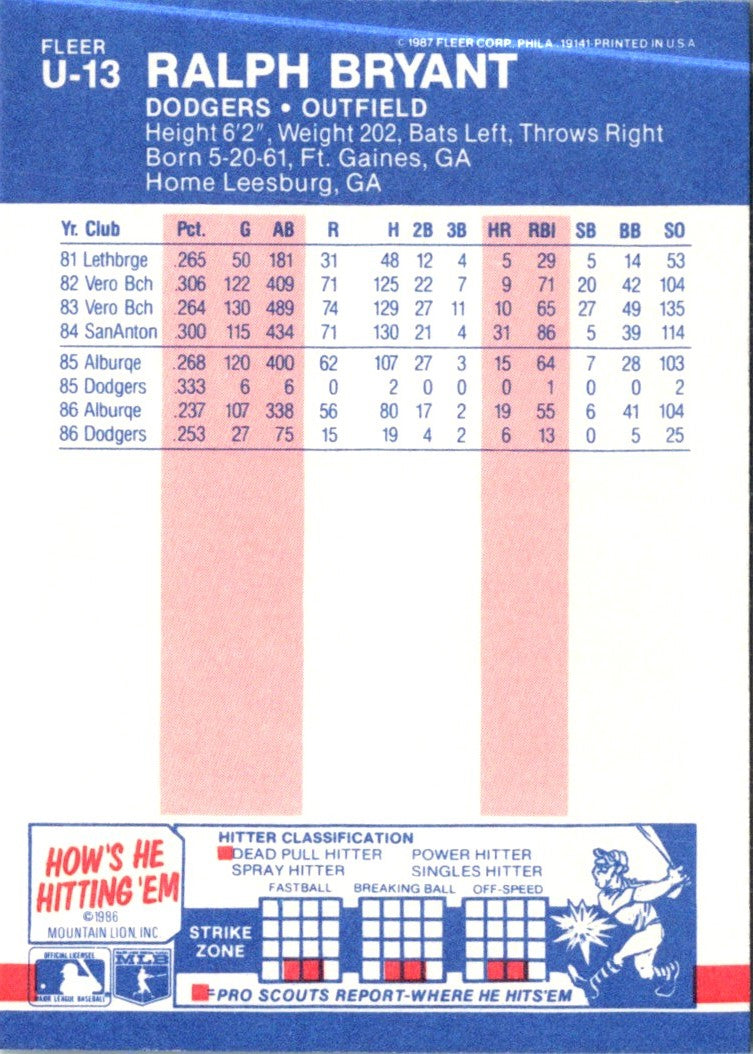 FLEER
U-13
© 1987 FLEER CORP. PHILA. 19141 PRINTED IN U.S.A
RALPH BRYANT
DODGERS • OUTFIELD
Height 6'2", Weight 202, Bats Left, Throws Right
Born 5-20-61, Ft. Gaines, GA
Home Leesburg, GA
Yr. Club Pct. G AB R H 2B 3B HR RBI SB BB SO
81 Lethbrge .265 50 181 31 48 12 4 5 29 5 14 53
82 Vero Bch .306 122 409 71 125 22 7 9 71 20 42 104
83 Vero Bch .264 130 489 74 129 27 11 10 65 27 49 135
84 SanAnton .300 115 434 71 130 21 4 31 86 5 39 114
85 Alburqe .268 120 400 62 107 27 3 15 64 7 28 103
85 Dodgers .333 6 6 0 2 0 0 0 1 0 0 2
86 Alburqe .237 107 338 56 80 17 2 19 55 6 41 104
86 Dodgers .253 27 75 15 19 4 2 6 13 0 5 25
HOW'S HE
HITTING 'EM
©1986
MOUNTAIN LION, INC
HITTER CLASSIFICATION
DEAD PULL HITTER POWER HITTER
SPRAY HITTER SINGLES HITTER
FASTBALL BREAKING BALL OFF-SPEED
STRIKE
ZONE
=PRO SCOUTS REPORT-WHERE HE HITS'EM
OFFICIAL LICENSEE
MAJOR LEAGUE BASEBALL
MLB